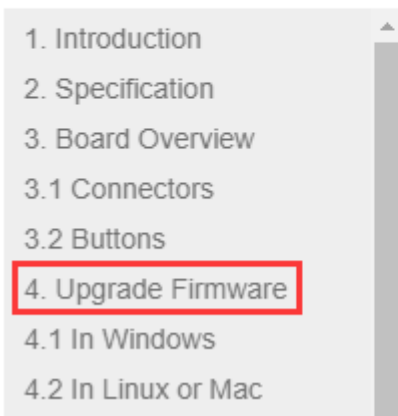 1. Introduction
2. Specification
3. Board Overview
3.1 Connectors
3.2 Buttons
4. Upgrade Firmware
4.1 In Windows
4.2 In Linux or Mac